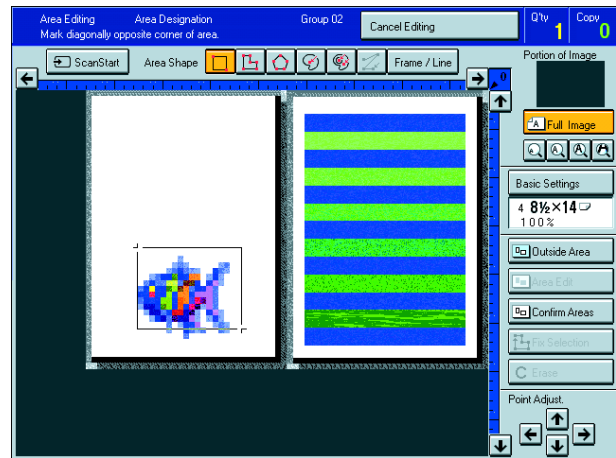 Area Editing Area Designation Group 02
Mark diagonally opposite corner of area.
Cancel Editing
Q'ty 1
Copy 0
ScanStart Area Shape Frame / Line
0
Portion of Image
A Full Image
A A A A
Basic Settings
4 8½×14
100%
Outside Area
Area Edit
Confirm Areas
Fix Selection
C Erase
Point Adjust.